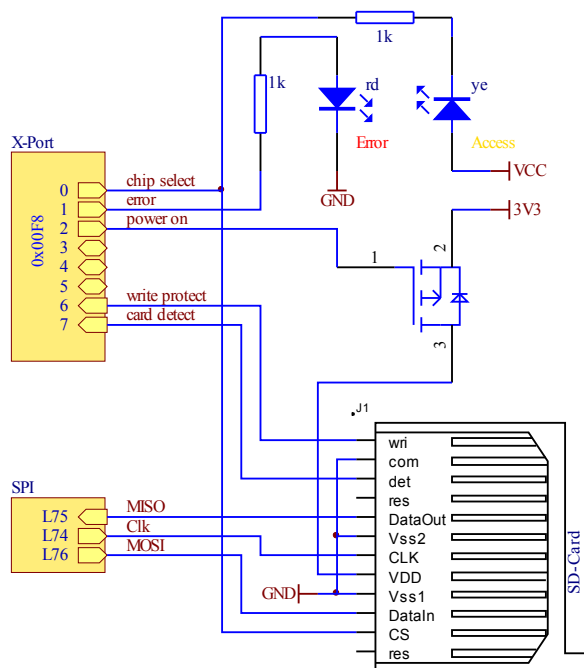 1k
1k
rd
ye
Error
Access
X-Port
VCC
GND
3V3
0x00F8
0 chip select
1 error
2 power on
3
4
5
6 write protect
7 card detect
1
2
3
J1
wri
com
det
res
DataOut
Vss2
CLK
VDD
Vss1
DataIn
CS
res
SD-Card
SPI
L75 MISO
L74 Clk
L76 MOSI
GND